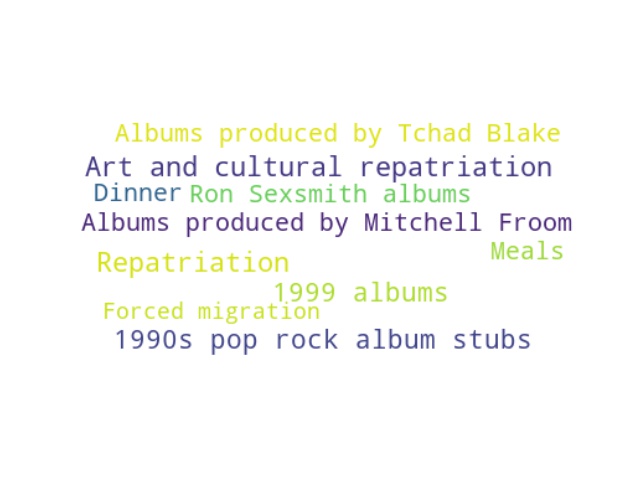 Albums produced by Tchad Blake
Art and cultural repatriation
Dinner
Ron Sexsmith albums
Albums produced by Mitchell Froom
Meals
Repatriation
1999 albums
Forced migration
1990s pop rock album stubs